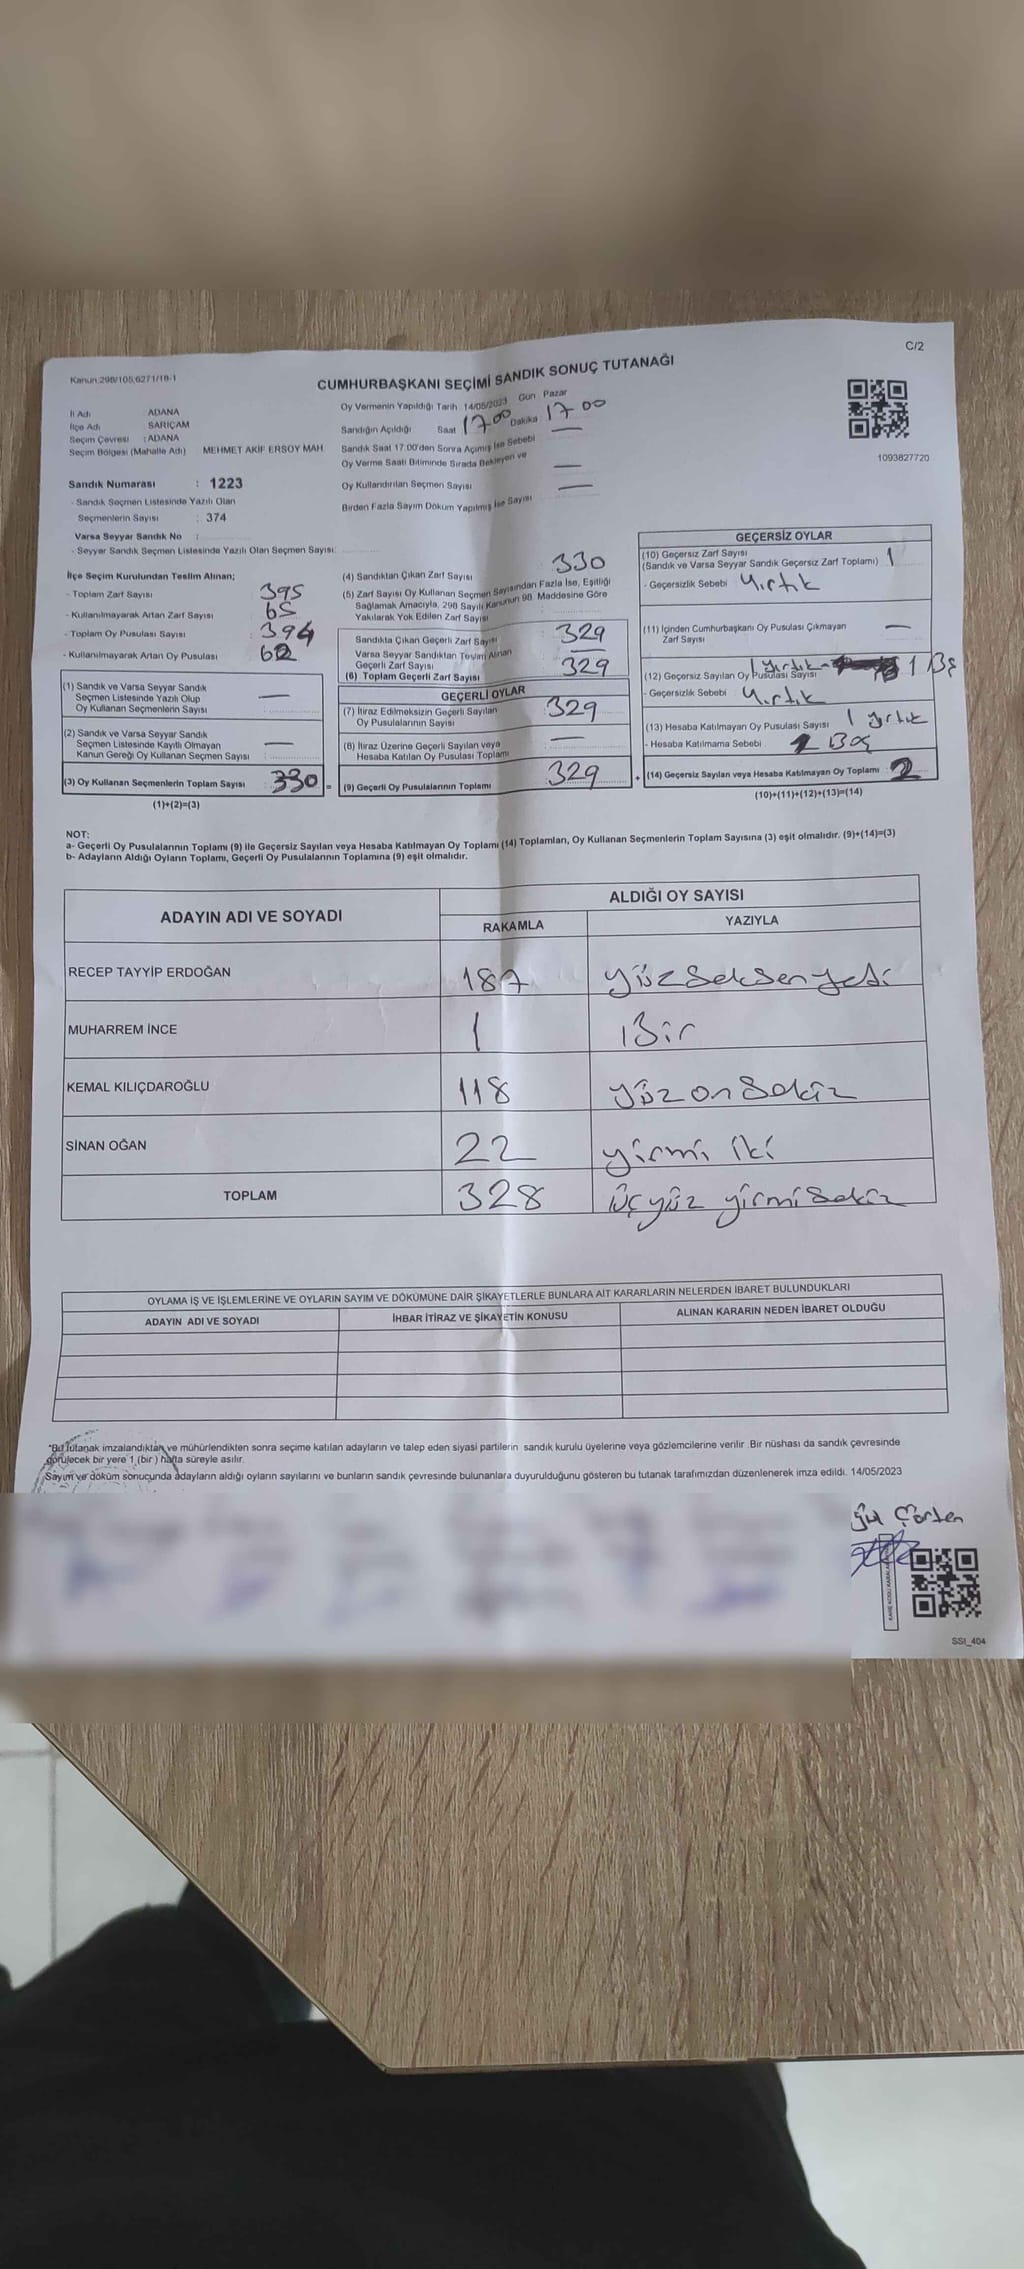 C/2
Kanun:298/105,6271/19-1
CUMHURBAŞKANI SEÇİMİ SANDIK SONUÇ TUTANAĞI
1093827720
İl Adı : ADANA
İlçe Adı : SARIÇAM
Seçim Çevresi : ADANA
Seçim Bölgesi (Mahalle Adı) MEHMET AKİF ERSOY MAH.
Sandık Numarası : 1223
- Sandık Seçmen Listesinde Yazılı Olan
Seçmenlerin Sayısı : 374
Varsa Seyyar Sandık No :
- Seyyar Sandık Seçmen Listesinde Yazılı Olan Seçmen Sayısı:
Oy Vermenin Yapıldığı Tarih 14/05/2023 Gün Pazar
Sandığın Açıldığı Saat 17 00 Dakika 17 00
Sandık Saat 17.00'den Sonra Açılmış İse Sebebi —
Oy Verme Saati Bitiminde Sırada Bekleyen ve
Oy Kullandırılan Seçmen Sayısı —
Birden Fazla Sayım Döküm Yapılmış İse Sayısı —
İlçe Seçim Kurulundan Teslim Alınan;
- Toplam Zarf Sayısı 395
- Kullanılmayarak Artan Zarf Sayısı 65
- Toplam Oy Pusulası Sayısı 394
- Kullanılmayarak Artan Oy Pusulası
(1) Sandık ve Varsa Seyyar Sandık
Seçmen Listesinde Yazılı Olup
Oy Kullanan Seçmenlerin Sayısı —
(2) Sandık ve Varsa Seyyar Sandık
Seçmen Listesinde Kayıtlı Olmayan
Kanun Gereği Oy Kullanan Seçmen Sayısı —
(3) Oy Kullanan Seçmenlerin Toplam Sayısı 330 =
(1)+(2)=(3)
(4) Sandıktan Çıkan Zarf Sayısı 330
(5) Zarf Sayısı Oy Kullanan Seçmen Sayısından Fazla İse, Eşitliği
Sağlamak Amacıyla, 298 Sayılı Kanunun 98. Maddesine Göre
Yakılarak Yok Edilen Zarf Sayısı
Sandıkta Çıkan Geçerli Zarf Sayısı 329
Varsa Seyyar Sandıktan Teslim Alınan
Geçerli Zarf Sayısı —
(6) Toplam Geçerli Zarf Sayısı 329
GEÇERLİ OYLAR
(7) İtiraz Edilmeksizin Geçerli Sayılan
Oy Pusulalarının Sayısı 329
(8) İtiraz Üzerine Geçerli Sayılan veya
Hesaba Katılan Oy Pusulası Toplamı —
(9) Geçerli Oy Pusulalarının Toplamı 329 +
GEÇERSİZ OYLAR
(10) Geçersiz Zarf Sayısı
(Sandık ve Varsa Seyyar Sandık Geçersiz Zarf Toplamı) 1
- Geçersizlik Sebebi Yırtık
(11) İçinden Cumhurbaşkanı Oy Pusulası Çıkmayan
Zarf Sayısı —
(12) Geçersiz Sayılan Oy Pusulası Sayısı 1 Yırtık 1 Boş
- Geçersizlik Sebebi Yırtık
(13) Hesaba Katılmayan Oy Pusulası Sayısı 1 yırtık
- Hesaba Katılmama Sebebi Boş
(14) Geçersiz Sayılan veya Hesaba Katılmayan Oy Toplamı 2
(10)+(11)+(12)+(13)=(14)
NOT:
a- Geçerli Oy Pusulalarının Toplamı (9) ile Geçersiz Sayılan veya Hesaba Katılmayan Oy Toplamı (14) Toplamları, Oy Kullanan Seçmenlerin Toplam Sayısına (3) eşit olmalıdır. (9)+(14)=(3)
b- Adayların Aldığı Oyların Toplamı, Geçerli Oy Pusulalarının Toplamına (9) eşit olmalıdır.
ADAYIN ADI VE SOYADI ALDIĞI OY SAYISI
RAKAMLA YAZIYLA
RECEP TAYYİP ERDOĞAN 187 yüzseksenyedi
MUHARREM İNCE 1 Bir
KEMAL KILIÇDAROĞLU 118 yüzonsekiz
SİNAN OĞAN 22 yirmi iki
TOPLAM 328 üçyüz yirmisekiz
OYLAMA İŞ VE İŞLEMLERİNE VE OYLARIN SAYIM VE DÖKÜMÜNE DAİR ŞİKAYETLERLE BUNLARA AİT KARARLARIN NELERDEN İBARET BULUNDUKLARI
ADAYIN ADI VE SOYADI İHBAR İTİRAZ VE ŞİKAYETİN KONUSU ALINAN KARARIN NEDEN İBARET OLDUĞU
*Bu tutanak imzalandıktan ve mühürlendikten sonra seçime katılan adayların ve talep eden siyasi partilerin sandık kurulu üyelerine veya gözlemcilerine verilir .Bir nüshası da sandık çevresinde
görülecek bir yere 1 (bir ) hafta süreyle asılır.
Sayım ve döküm sonucunda adayların aldığı oyların sayılarını ve bunların sandık çevresinde bulunanlara duyurulduğunu gösteren bu tutanak tarafımızdan düzenlenerek imza edildi. 14/05/2023
SSI_404